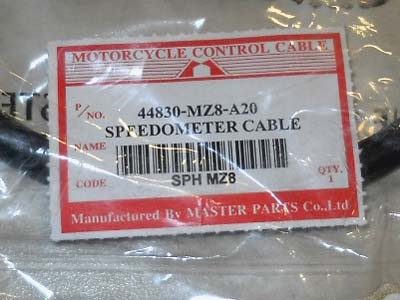 MOTORCYCLE CONTROL CABLE
P/NO. 44830-MZ8-A20
SPEEDOMETER CABLE
NAME
CODE SPH MZ8 QTY. 1
Manufactured By MASTER PARTS Co.,Ltd